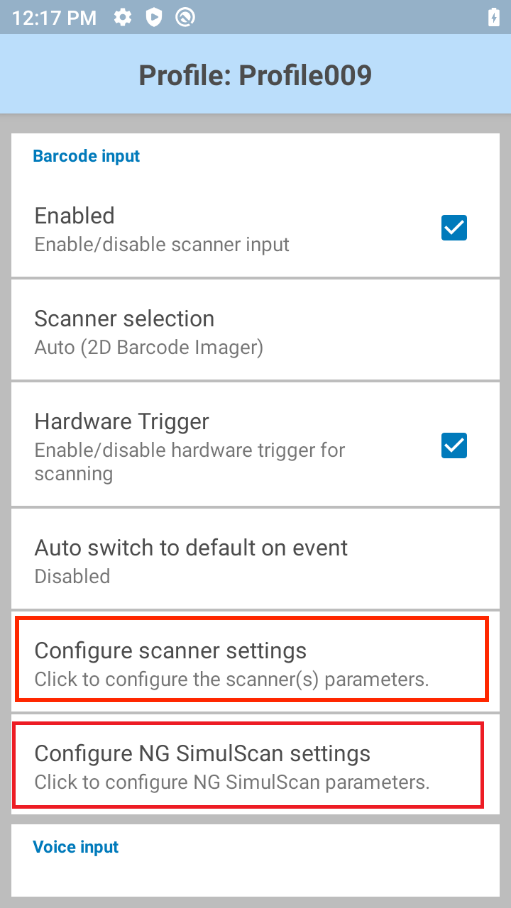 12:17 PM
Profile: Profile009
Barcode input
Enabled
Enable/disable scanner input
Scanner selection
Auto (2D Barcode Imager)
Hardware Trigger
Enable/disable hardware trigger for
scanning
Auto switch to default on event
Disabled
Configure scanner settings
Click to configure the scanner(s) parameters.
Configure NG SimulScan settings
Click to configure NG SimulScan parameters.
Voice input